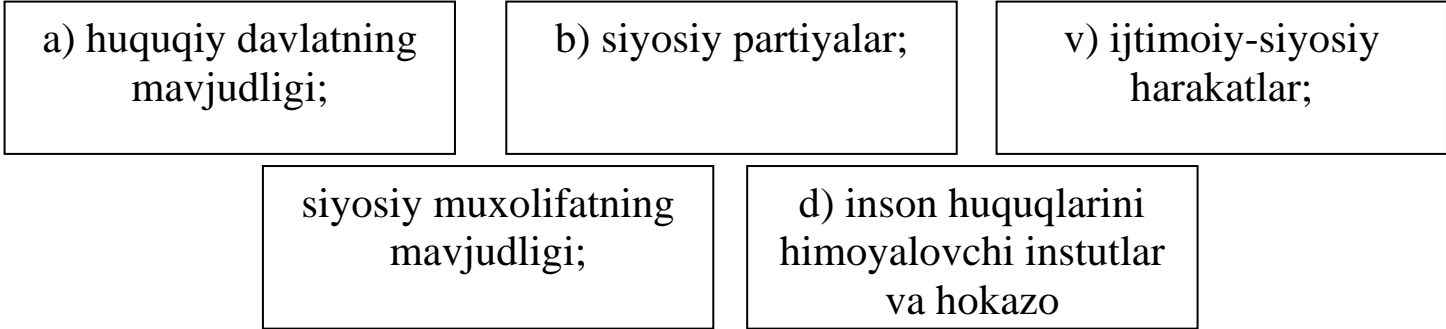 a) huquqiy davlatning
mavjudligi;
b) siyosiy partiyalar;
v) ijtimoiy-siyosiy
harakatlar;
siyosiy muxolifatning
mavjudligi;
d) inson huquqlarini
himoyalovchi instutlar
va hokazo